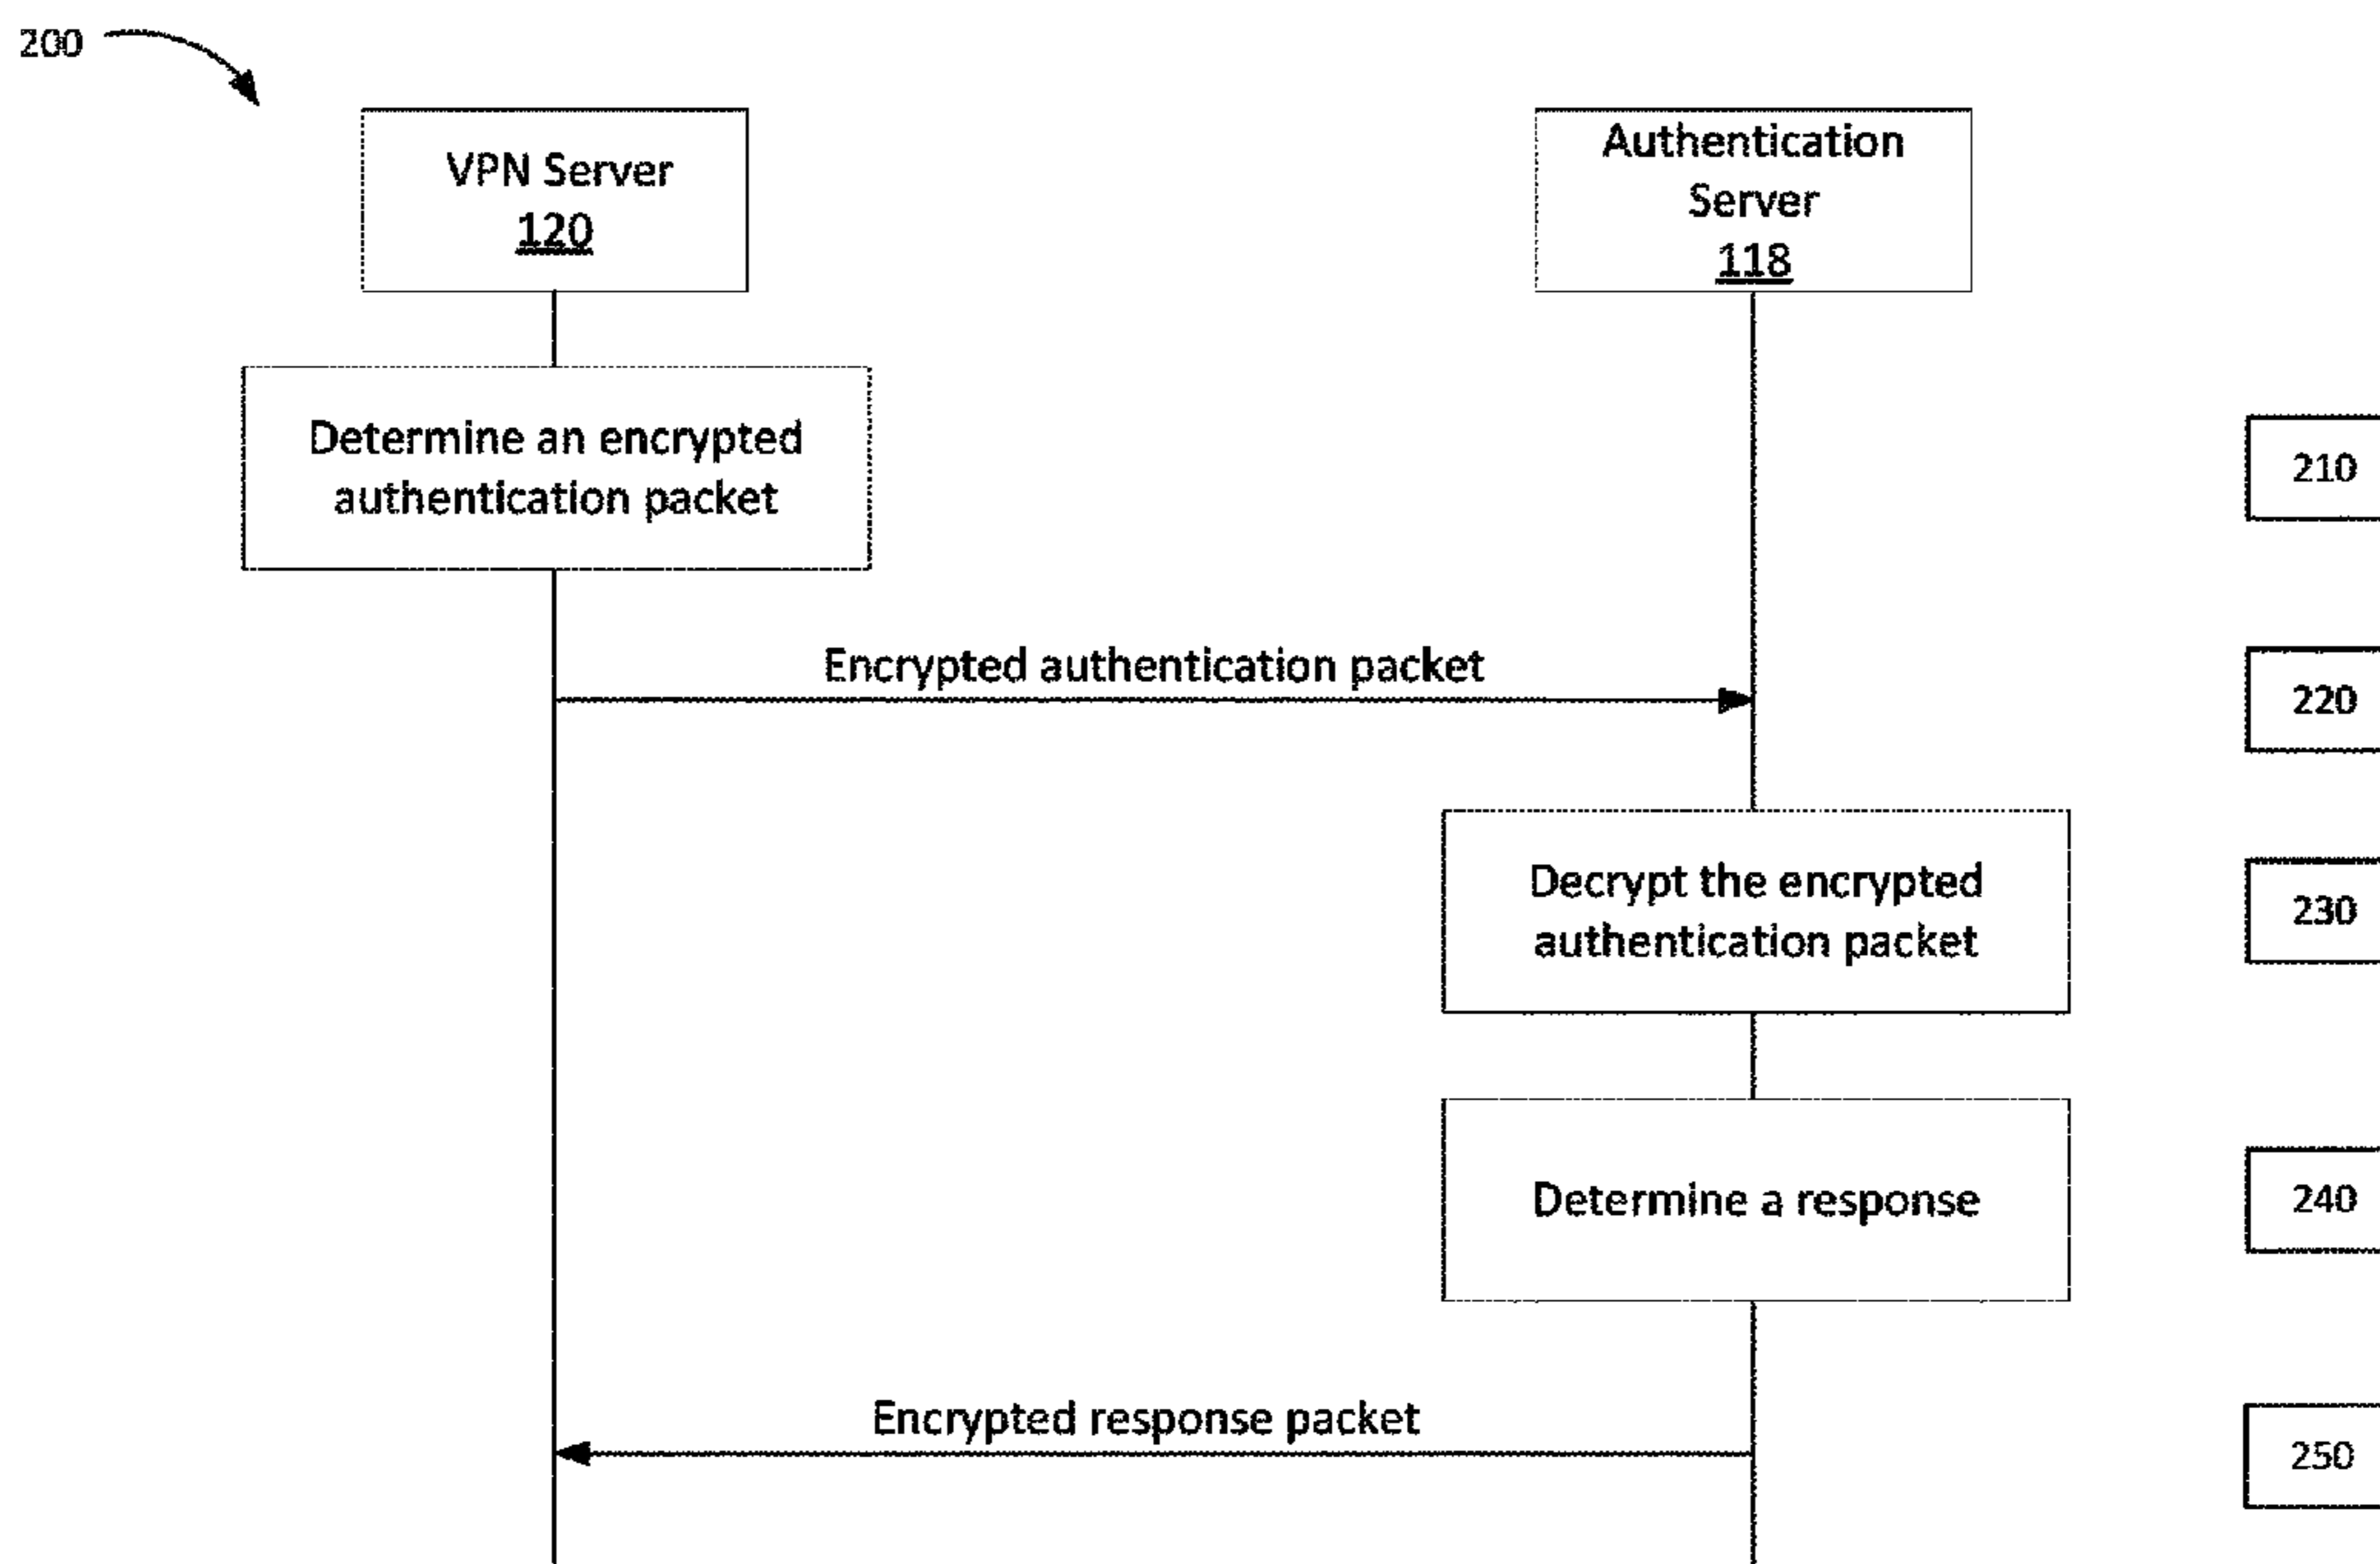 200
VPN Server
120
Authentication
Server
118
Determine an encrypted
authentication packet
210
Encrypted authentication packet
220
Decrypt the encrypted
authentication packet
230
Determine a response
240
Encrypted response packet
250